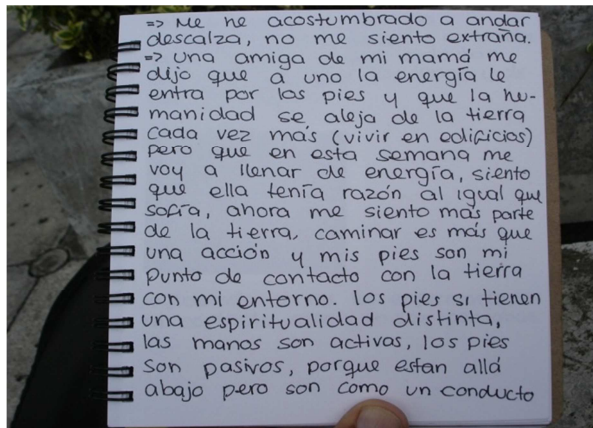 => Me he acostumbrado a andar
descalza, no me siento extraña.
=> una amiga de mi mamá me
dijo que a uno la energía le
entra por los pies y que la hu-
manidad se aleja de la tierra
cada vez más (vivir en edificios)
pero que en esta semana me
voy a llenar de energía, siento
que ella tenía razón al igual que
sofía, ahora me siento más parte
de la tierra, caminar es más que
una acción y mis pies son mi
punto de contacto con la tierra
con mi entorno. los pies si tienen
una espiritualidad distinta,
las manos son activas, los pies
son pasivos, porque estan allá
abajo pero son como un conducto